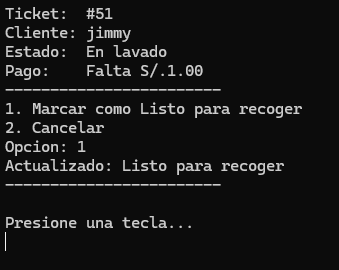 Ticket:  #51
Cliente: jimmy
Estado:  En lavado
Pago:    Falta S/.1.00
------------------------
1. Marcar como Listo para recoger
2. Cancelar
Opcion: 1
Actualizado: Listo para recoger
------------------------
Presione una tecla...